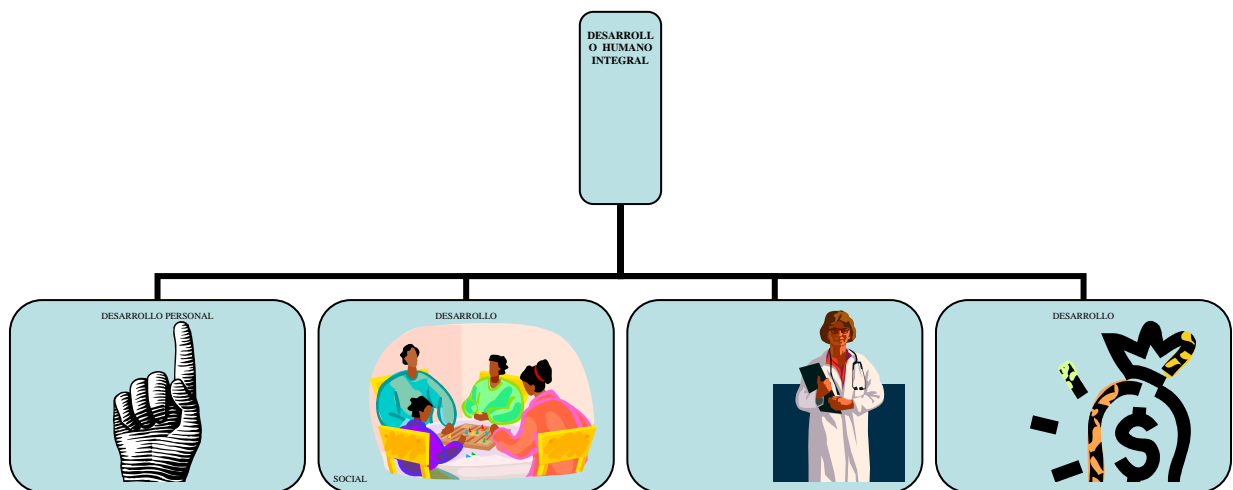 DESARROLL
O HUMANO
INTEGRAL
DESARROLLO PERSONAL
DESARROLLO
SOCIAL
DESARROLLO
$